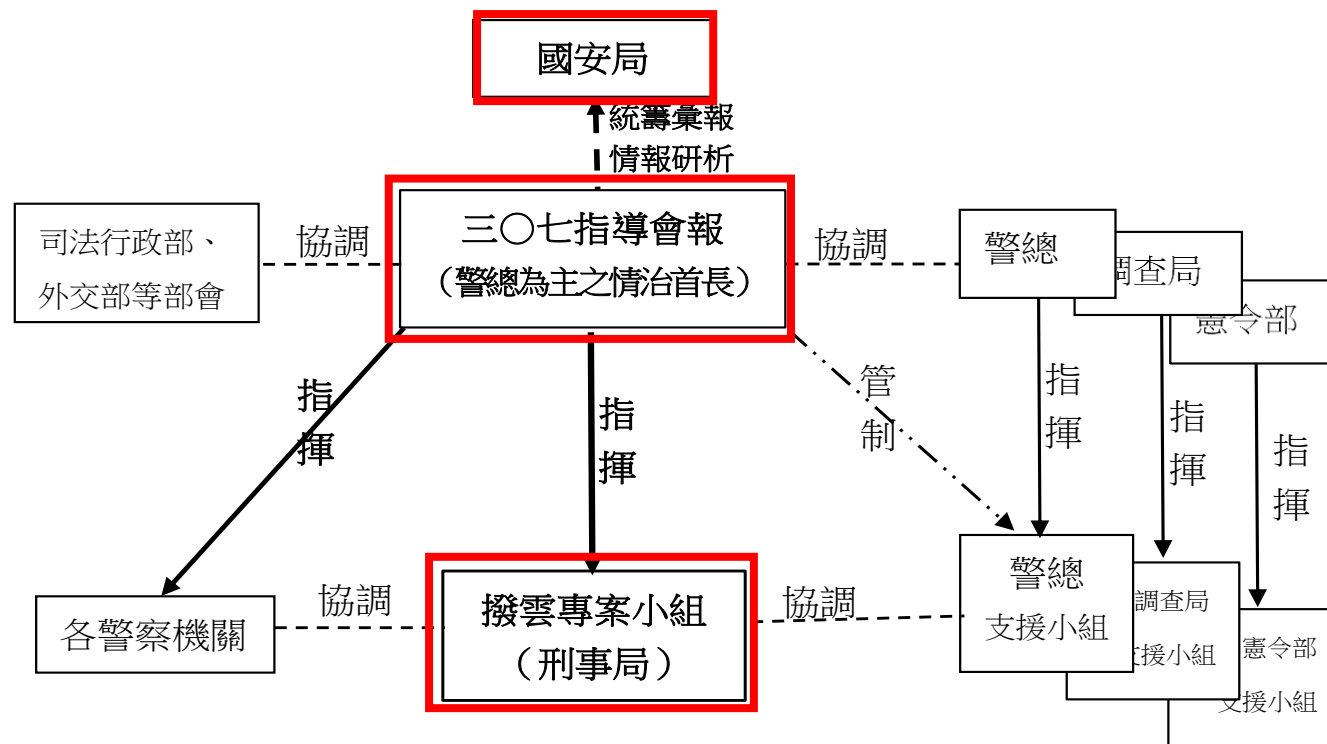 國安局
統籌彙報
情報研析
司法行政部、
外交部等部會
協調
三〇七指導會報
（警總為主之情治首長）
協調
警總
調查局
憲令部
指
揮
指
揮
管
制
指
揮
指
揮
指
揮
各警察機關
協調
撥雲專案小組
（刑事局）
協調
警總
支援小組
調查局
支援小組
憲令部
支援小組